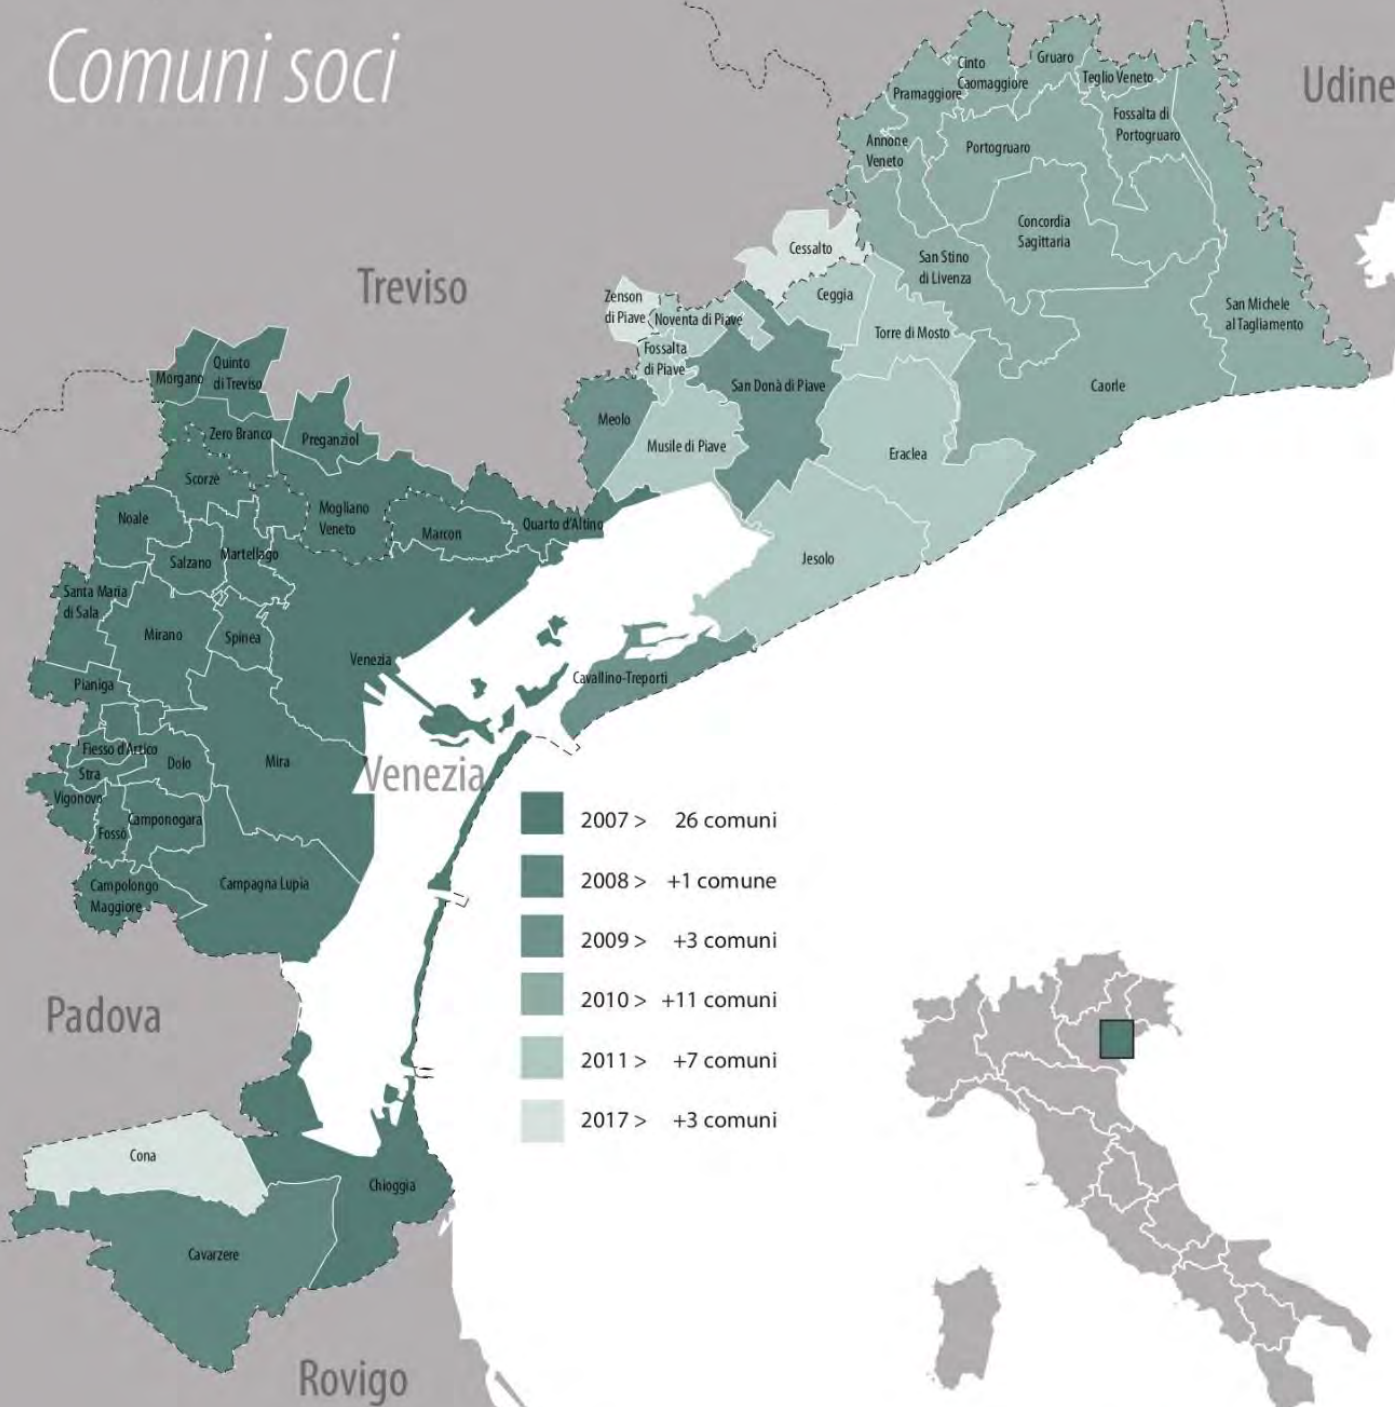 Comuni soci
Udine
Cinto
Caomaggiore
Gruaro
Teglio Veneto
Pramaggiore
Fossalta di
Portogruaro
Annone
Veneto
Portogruaro
Concordia
Sagittaria
San Stino
di Livenza
Cessalto
Ceggia
Torre di Mosto
San Michele
al Tagliamento
Caorle
Treviso
Zenson
di Piave
Noventa di Piave
Fossalta
di Piave
San Donà di Piave
Meolo
Musile di Piave
Eraclea
Jesolo
Morgano
Quinto
di Treviso
Zero Branco
Preganziol
Scorzè
Noale
Mogliano
Veneto
Marcon
Quarto d'Altino
Salzano
Martellago
Santa Maria
di Sala
Mirano
Spinea
Venezia
Cavallino-Treporti
Pianiga
Fiesso d'Artico
Stra
Dolo
Mira
Vigonovo
Fossò
Camponogara
Campolongo
Maggiore
Campagna Lupia
Venezia
2007 > 26 comuni
2008 > +1 comune
2009 > +3 comuni
2010 > +11 comuni
2011 > +7 comuni
2017 > +3 comuni
Padova
Cona
Chioggia
Cavarzere
Rovigo